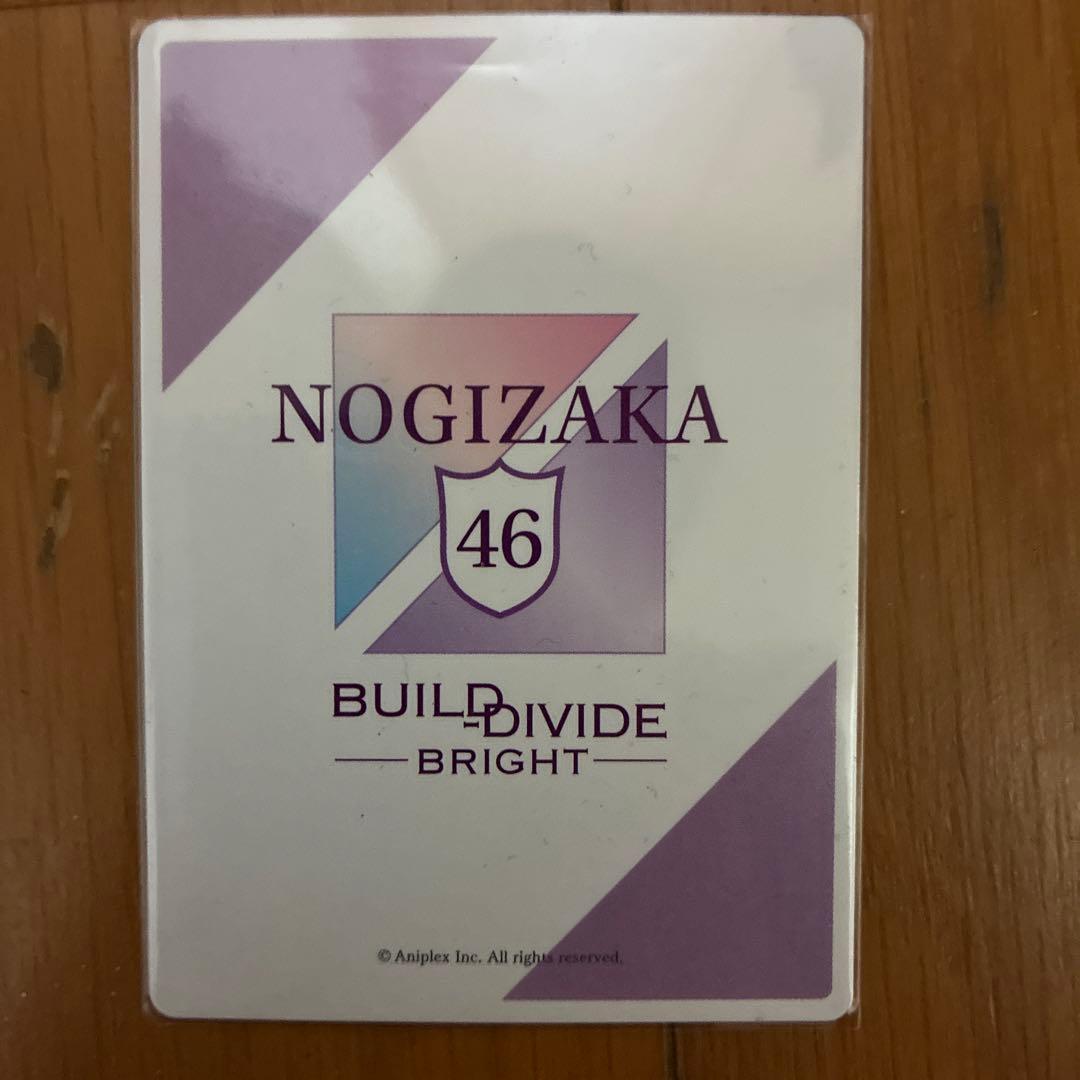 NOGIZAKA
46
BUILD-DIVIDE
BRIGHT
© Aniplex Inc. All rights reserved.